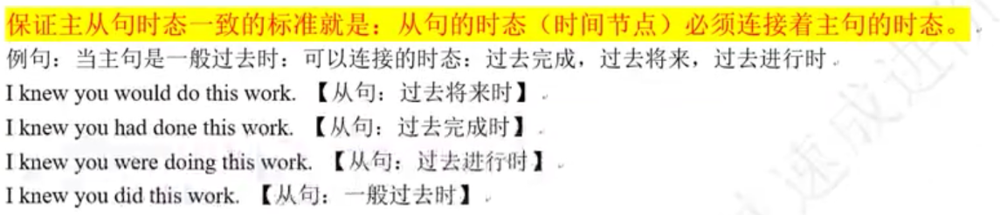 保证主从句时态一致的标准就是：从句的时态（时间节点）必须连接着主句的时态。
例句：当主句是一般过去时：可以连接的时态：过去完成，过去将来，过去进行时
I knew you would do this work. 【从句：过去将来时】
I knew you had done this work. 【从句：过去完成时】
I knew you were doing this work. 【从句：过去进行时】
I knew you did this work. 【从句：一般过去时】
速成进阶